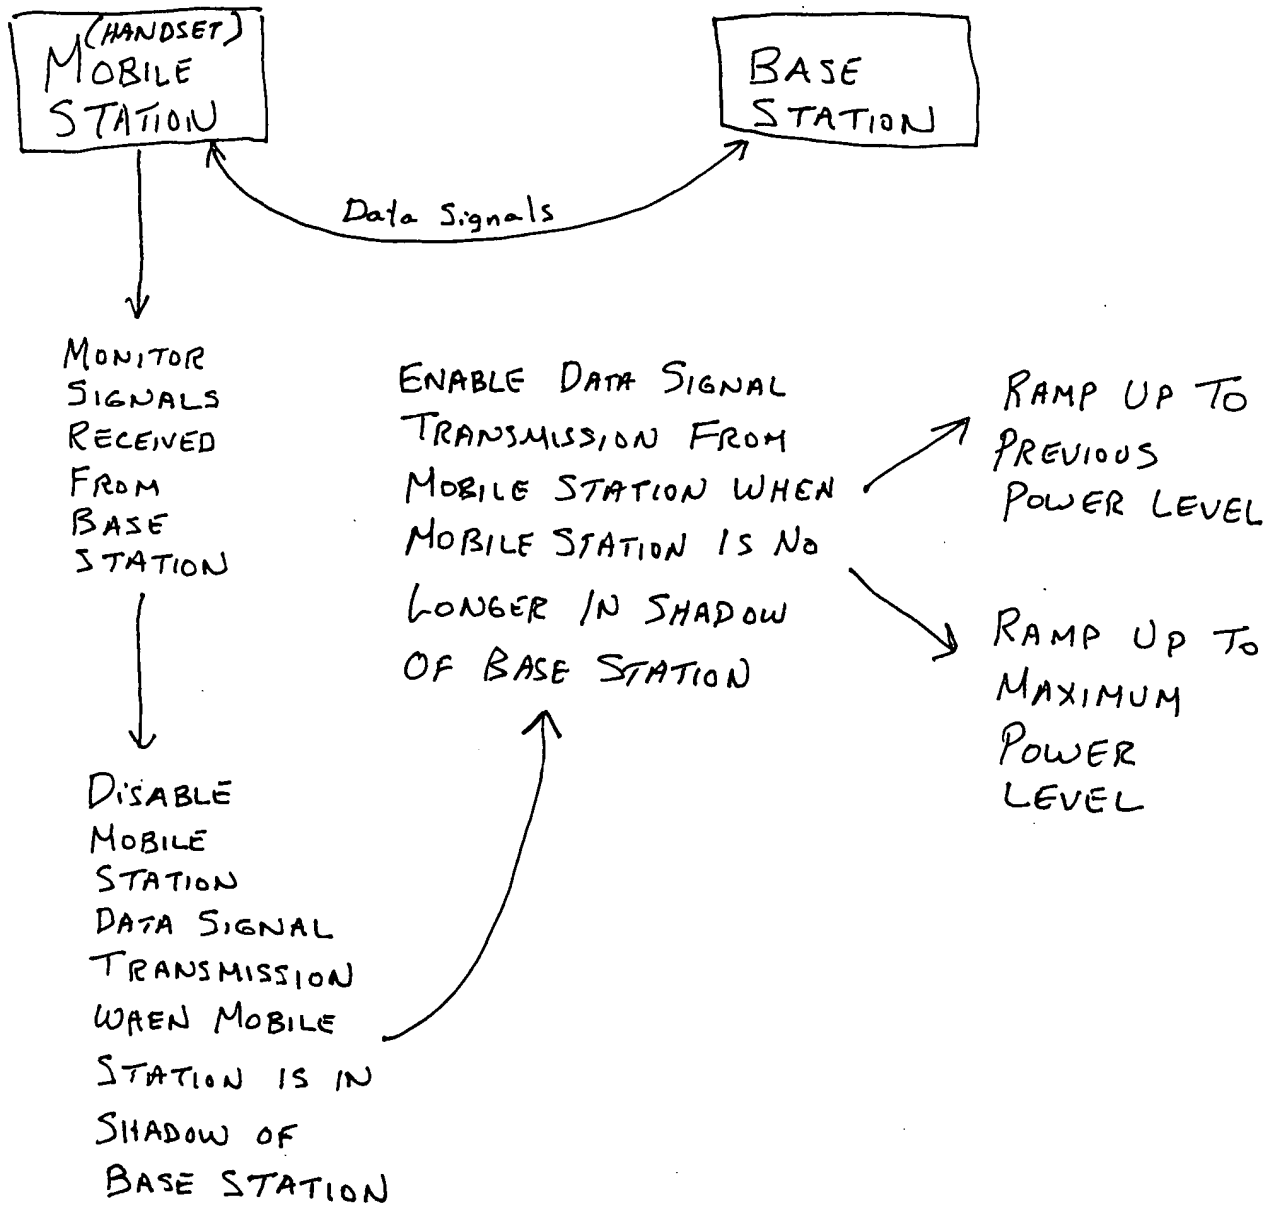 (HANDSET)
MOBILE
STATION
BASE
STATION
Data Signals
MONITOR
SIGNALS
RECEIVED
FROM
BASE
STATION
ENABLE DATA SIGNAL
TRANSMISSION FROM
MOBILE STATION WHEN
MOBILE STATION IS NO
LONGER IN SHADOW
OF BASE STATION
RAMP UP TO
PREVIOUS
POWER LEVEL
RAMP UP TO
MAXIMUM
POWER
LEVEL
DISABLE
MOBILE
STATION
DATA SIGNAL
TRANSMISSION
WHEN MOBILE
STATION IS IN
SHADOW OF
BASE STATION